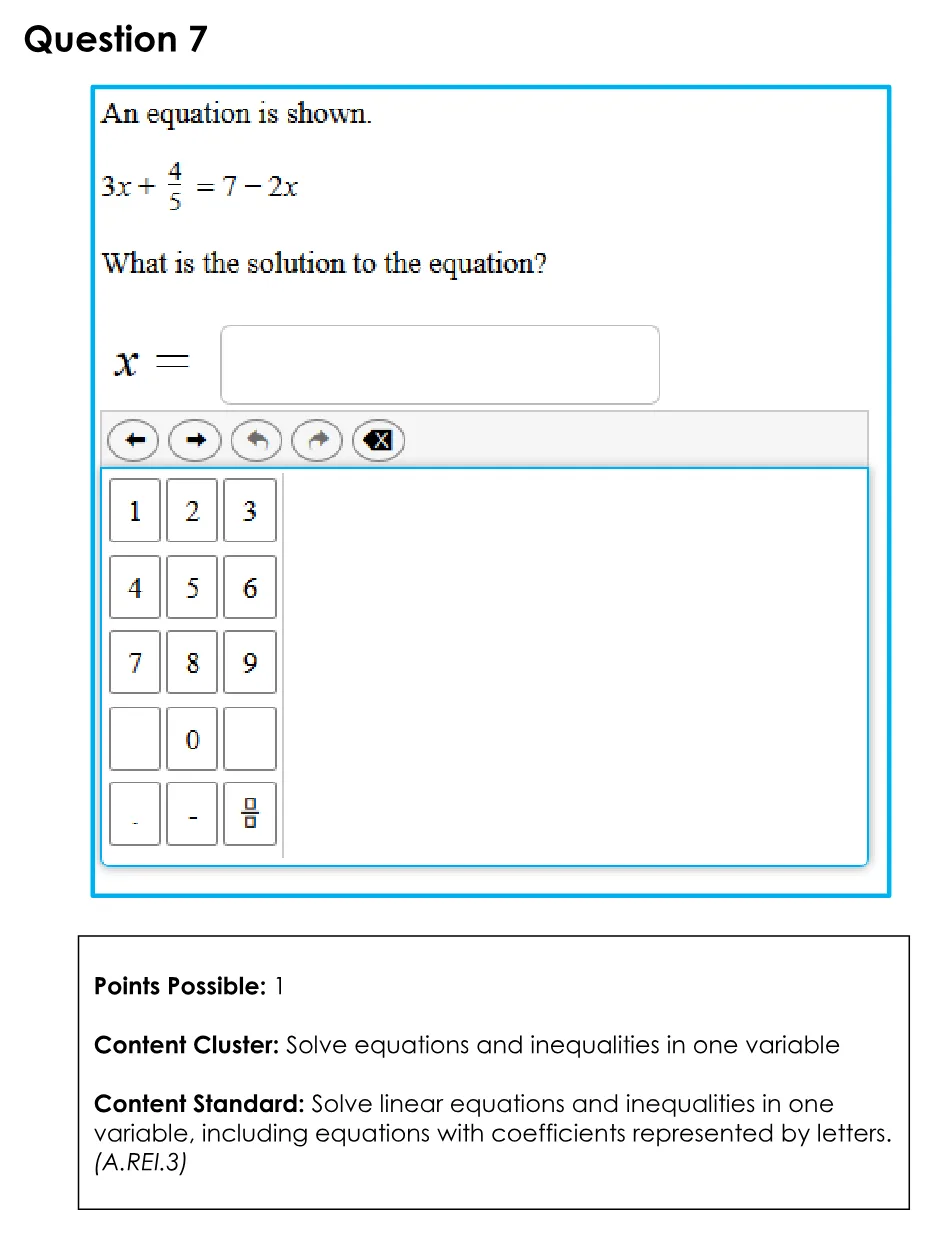 Question 7
An equation is shown.
3x + 4/5 = 7 − 2x
What is the solution to the equation?
x =
1 2 3
4 5 6
7 8 9
0
. -
Points Possible: 1
Content Cluster: Solve equations and inequalities in one variable
Content Standard: Solve linear equations and inequalities in one
variable, including equations with coefficients represented by letters.
(A.REI.3)